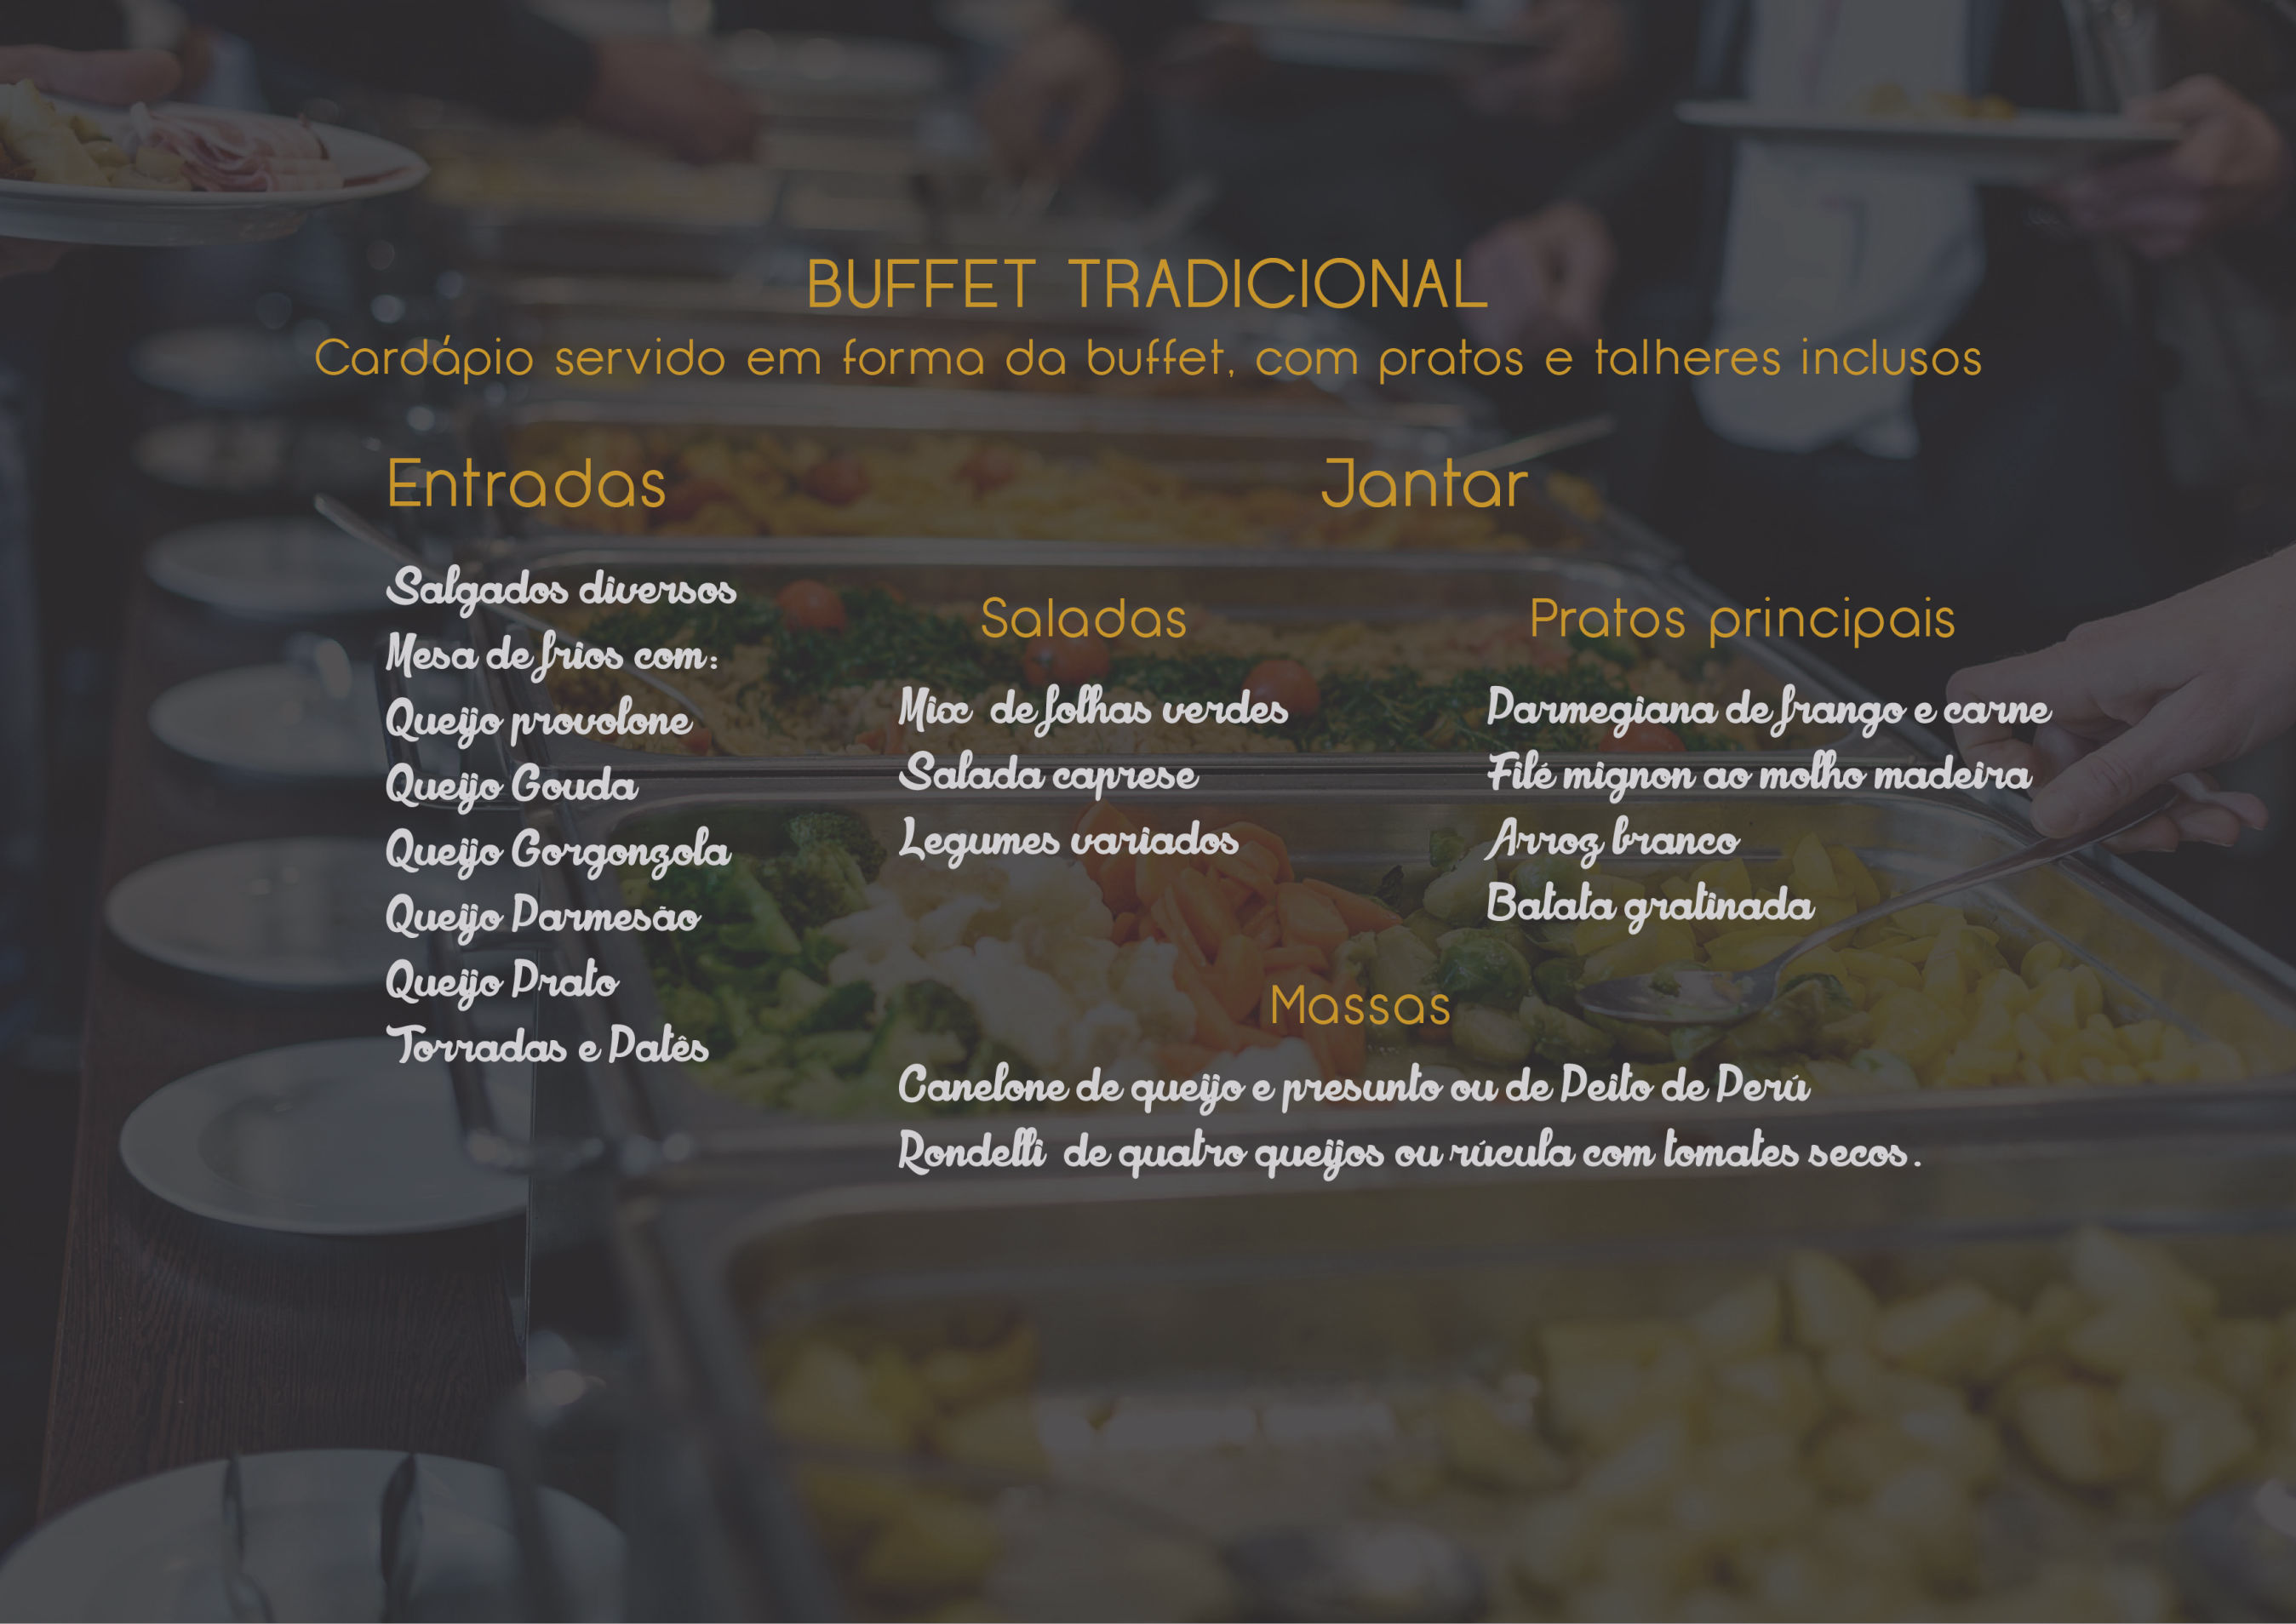 BUFFET TRADICIONAL
Cardápio servido em forma da buffet, com pratos e talheres inclusos
Entradas
Salgados diversos
Mesa de frios com:
Queijo provolone
Queijo Gouda
Queijo Gorgonzola
Queijo Parmesão
Queijo Prato
Torradas e Patês
Jantar
Saladas
Mix de folhas verdes
Salada caprese
Legumes variados
Pratos principais
Parmegiana de frango e carne
Filé mignon ao molho madeira
Arroz branco
Batata gratinada
Massas
Canelone de queijo e presunto ou de Peito de Perú
Rondelli de quatro queijos ou rúcula com tomates secos.